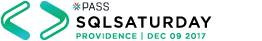 PASS
SQLSATURDAY
PROVIDENCE | DEC 09 2017